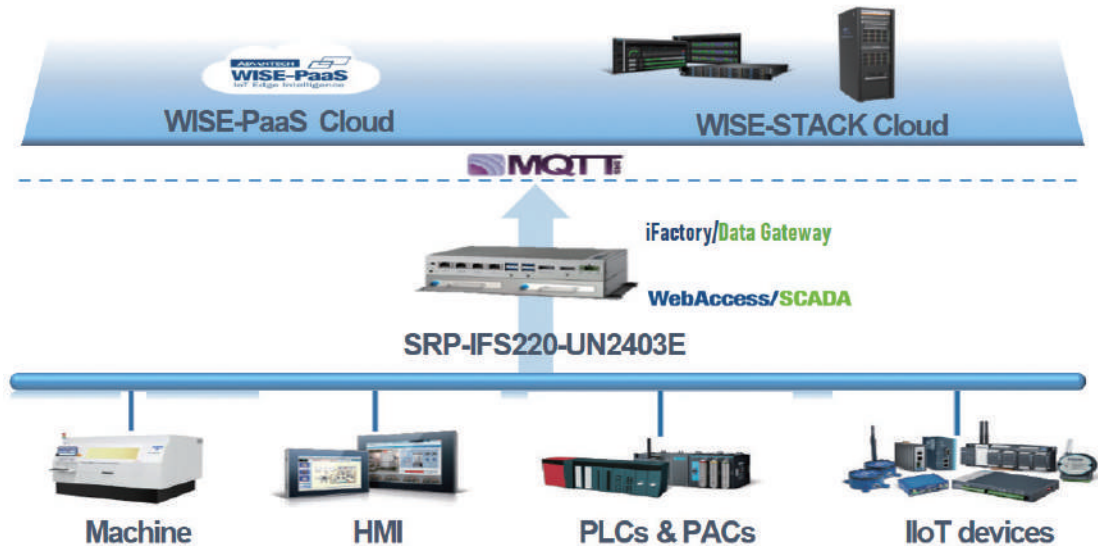 ADVANTECH
WISE-PaaS
IoT Edge Intelligence
WISE-PaaS Cloud
WISE-STACK Cloud
MQTT
iFactory/Data Gateway
WebAccess/SCADA
SRP-IFS220-UN2403E
Machine
HMI
PLCs & PACs
IIoT devices